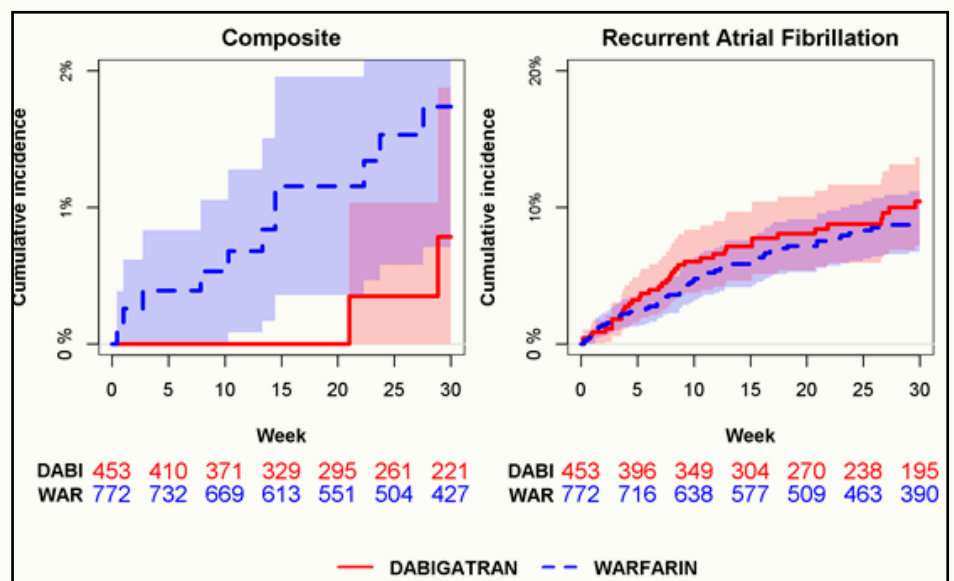 Composite
Cumulative incidence
2%
1%
0 %
0 5 10 15 20 25 30
Week
DABI 453 410 371 329 295 261 221
WAR 772 732 669 613 551 504 427
Recurrent Atrial Fibrillation
Cumulative incidence
20%
10%
0 %
0 5 10 15 20 25 30
Week
DABI 453 396 349 304 270 238 195
WAR 772 716 638 577 509 463 390
DABIGATRAN WARFARIN